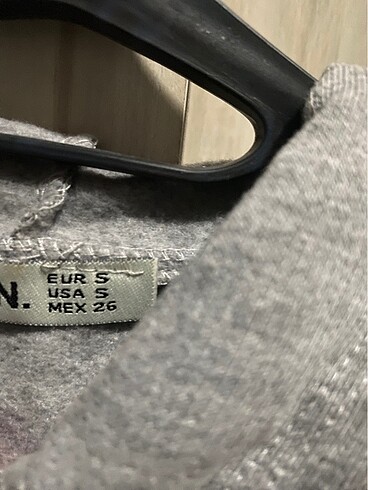 N.
EUR S
USA S
MEX 26